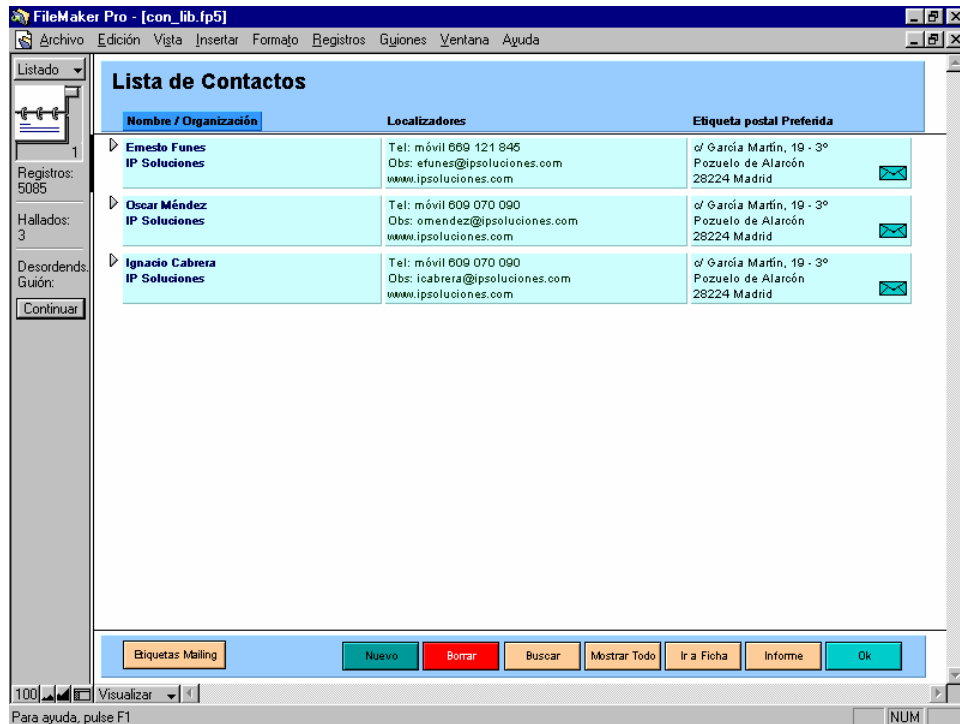 FileMaker Pro - [con_lib.fp5]
Archivo Edición Vista Insertar Formato Registros Guiones Ventana Ayuda
Listado
1
Registros:
5085
Hallados:
3
Desordends.
Guión:
Continuar
Lista de Contactos
Nombre / Organización Localizadores Etiqueta postal Preferida
Ernesto Funes
IP Soluciones
Tel: móvil 669 121 845
Obs: efunes@ipsoluciones.com
www.ipsoluciones.com
c/ García Martín, 19 - 3º
Pozuelo de Alarcón
28224 Madrid
Oscar Méndez
IP Soluciones
Tel: móvil 609 070 090
Obs: omendez@ipsoluciones.com
www.ipsoluciones.com
c/ García Martín, 19 - 3º
Pozuelo de Alarcón
28224 Madrid
Ignacio Cabrera
IP Soluciones
Tel: móvil 609 070 090
Obs: icabrera@ipsoluciones.com
www.ipsoluciones.com
c/ García Martín, 19 - 3º
Pozuelo de Alarcón
28224 Madrid
Etiquetas Mailing Nuevo Borrar Buscar Mostrar Todo Ir a Ficha Informe Ok
100 Visualizar
Para ayuda, pulse F1 NUM